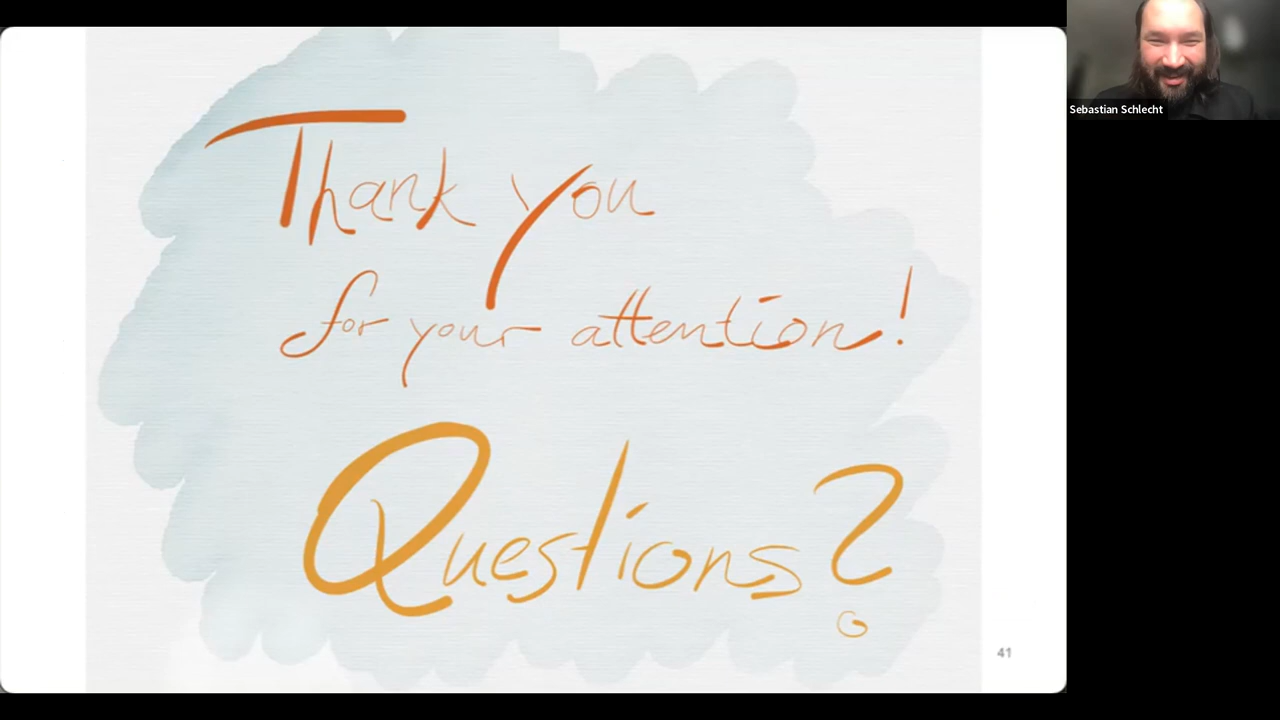 Thank you
for your attention!
Questions?
41
Sebastian Schlecht